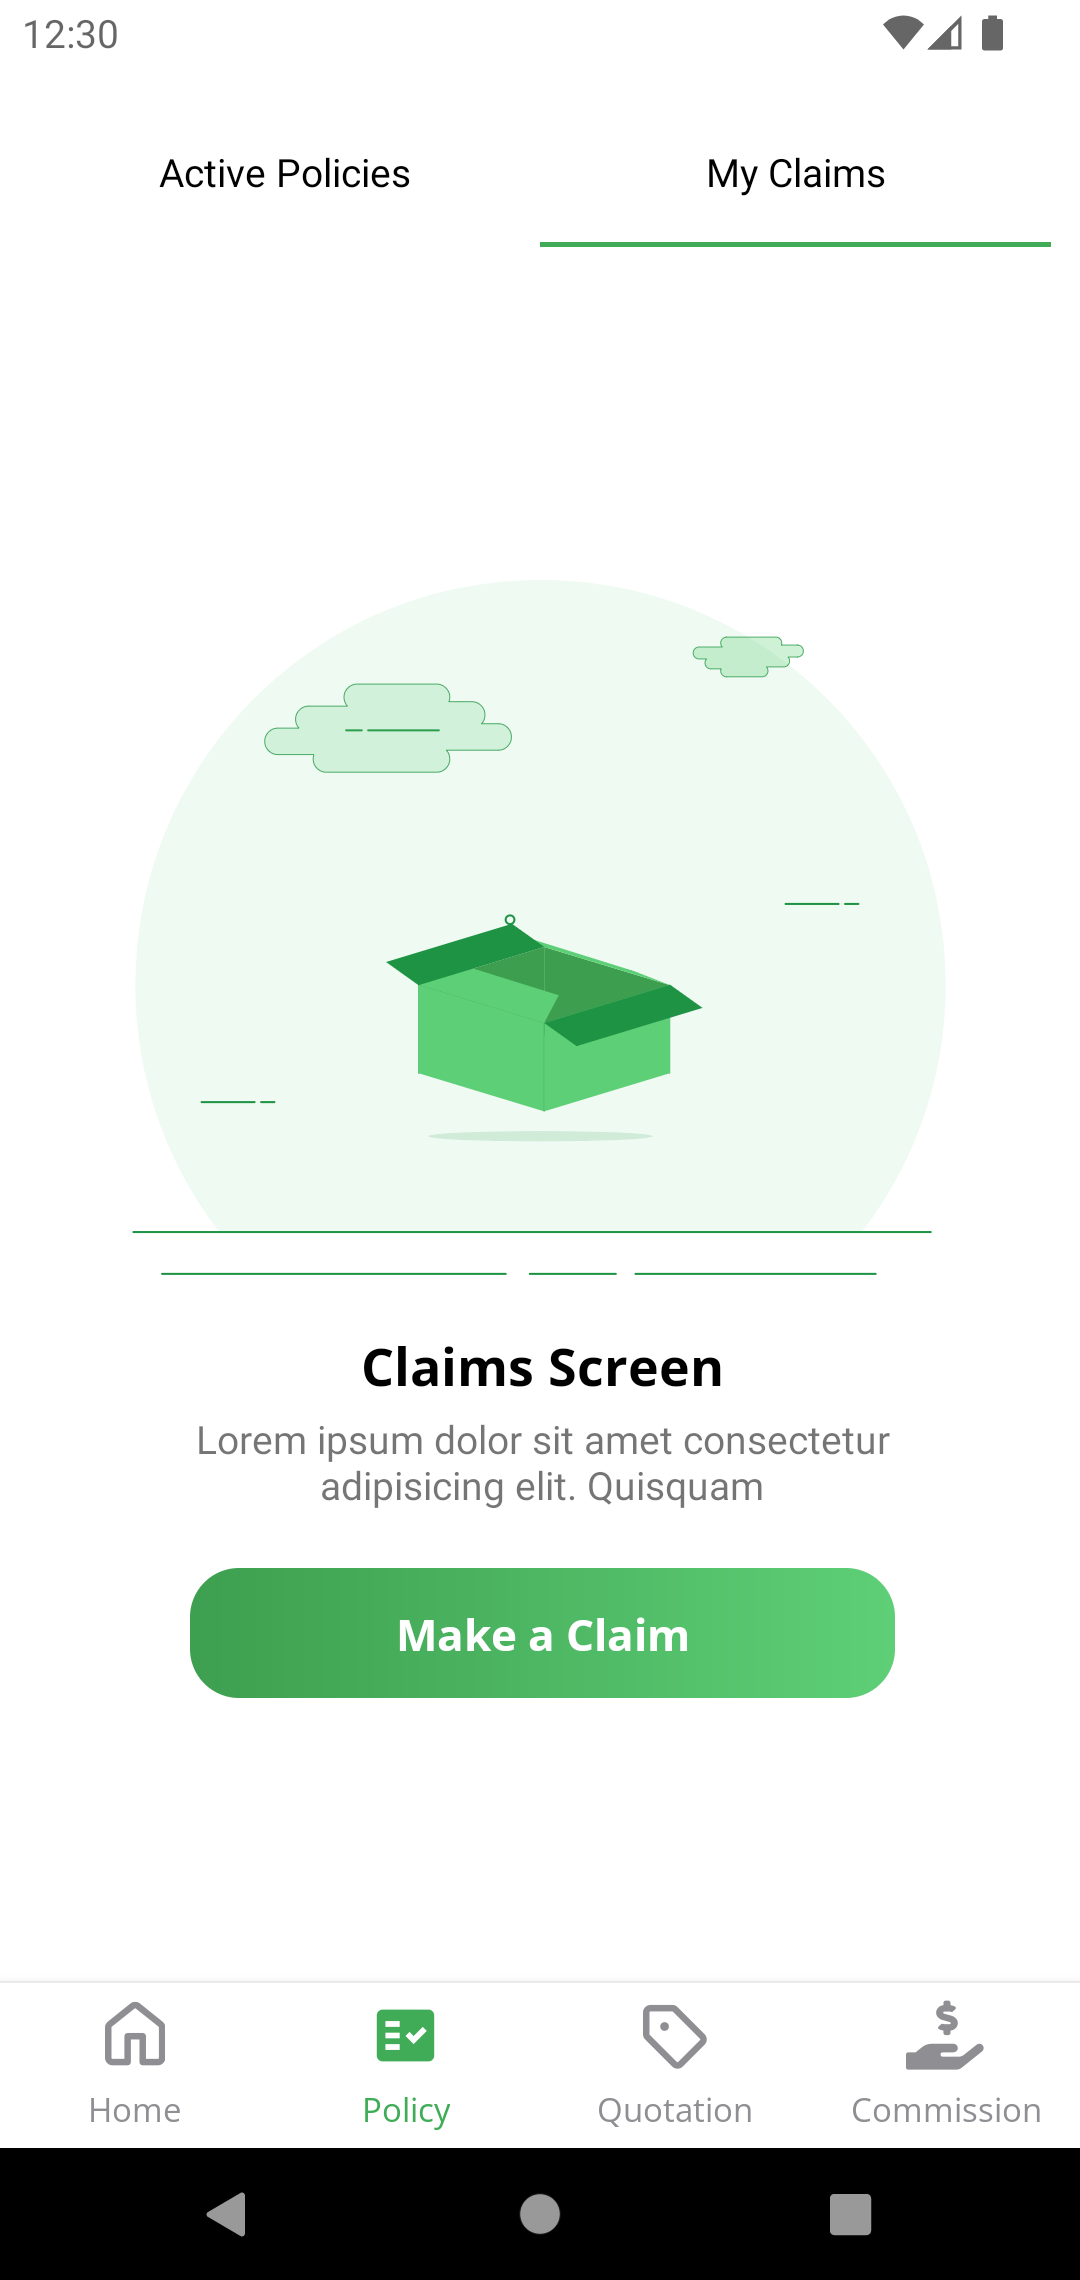 12:30
Active Policies
My Claims
Claims Screen
Lorem ipsum dolor sit amet consectetur
adipisicing elit. Quisquam
Make a Claim
Home
Policy
Quotation
Commission